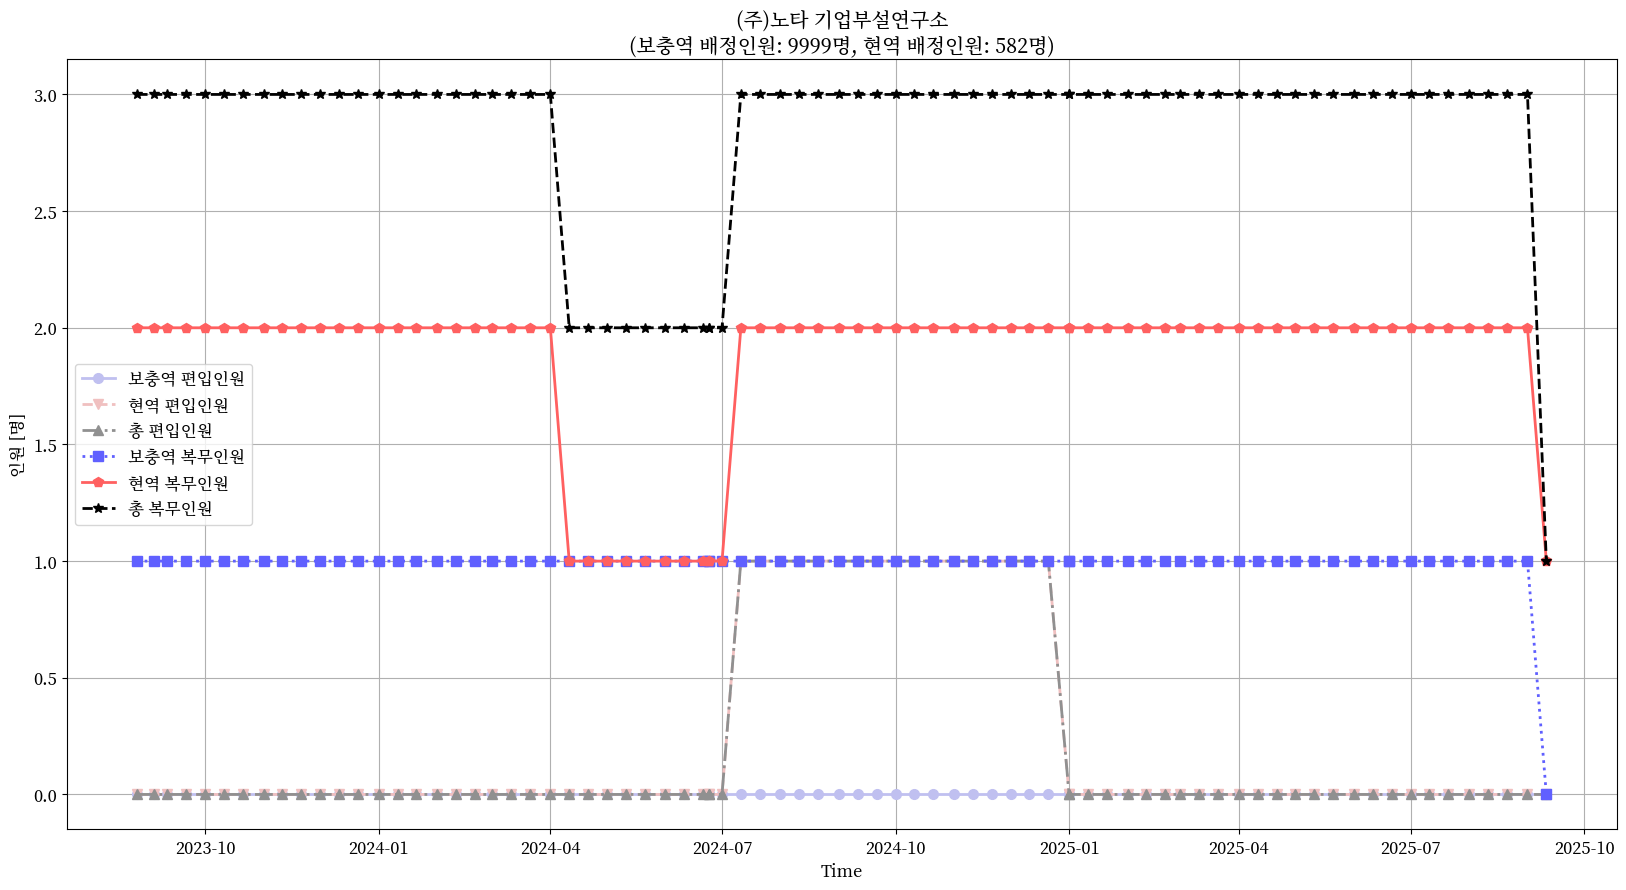 (주)노타 기업부설연구소
(보충역 배정인원: 9999명, 현역 배정인원: 582명)
인원 [명]
3.0
2.5
2.0
1.5
1.0
0.5
0.0
보충역 편입인원
현역 편입인원
총 편입인원
보충역 복무인원
현역 복무인원
총 복무인원
2023-10 2024-01 2024-04 2024-07 2024-10 2025-01 2025-04 2025-07 2025-10
Time